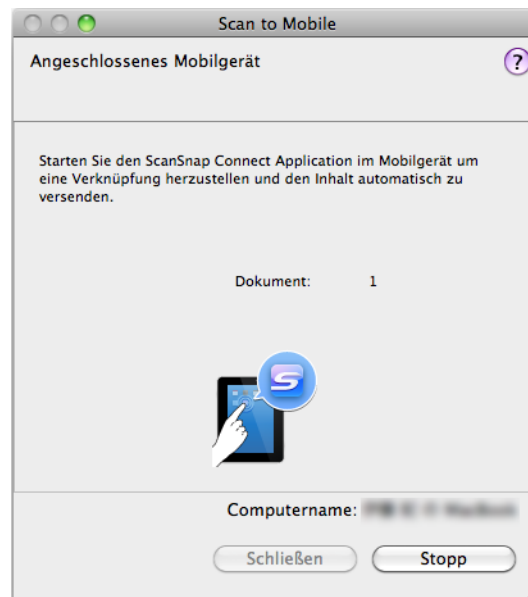 Scan to Mobile
Angeschlossenes Mobilgerät
?
Starten Sie den ScanSnap Connect Application im Mobilgerät um
eine Verknüpfung herzustellen und den Inhalt automatisch zu
versenden.
Dokument: 1
S
Computername:
Schließen Stopp